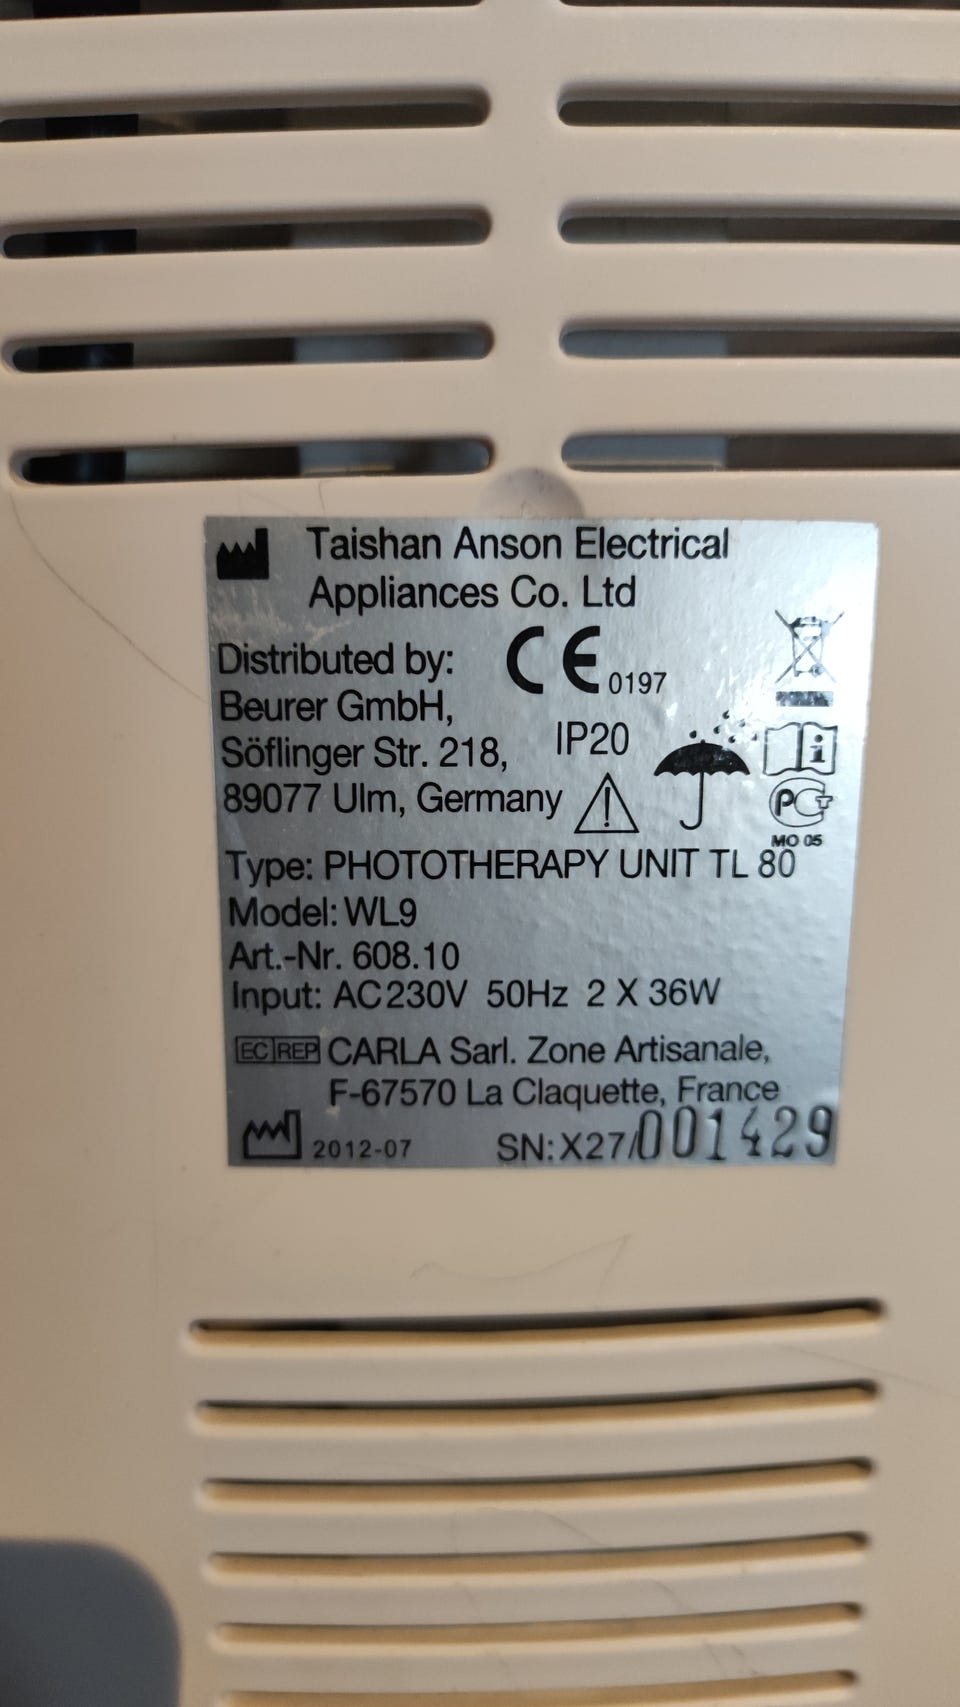 Taishan Anson Electrical
Appliances Co. Ltd
Distributed by:
CE 0197
Beurer GmbH,
IP20
Söflinger Str. 218,
i
89077 Ulm, Germany
PCT
MO 05
Type: PHOTOTHERAPY UNIT TL 80
Model: WL9
Art.-Nr. 608.10
Input: AC230V 50Hz 2 X 36W
EC REP CARLA Sarl. Zone Artisanale,
F-67570 La Claquette, France
2012-07 SN: X27/001429